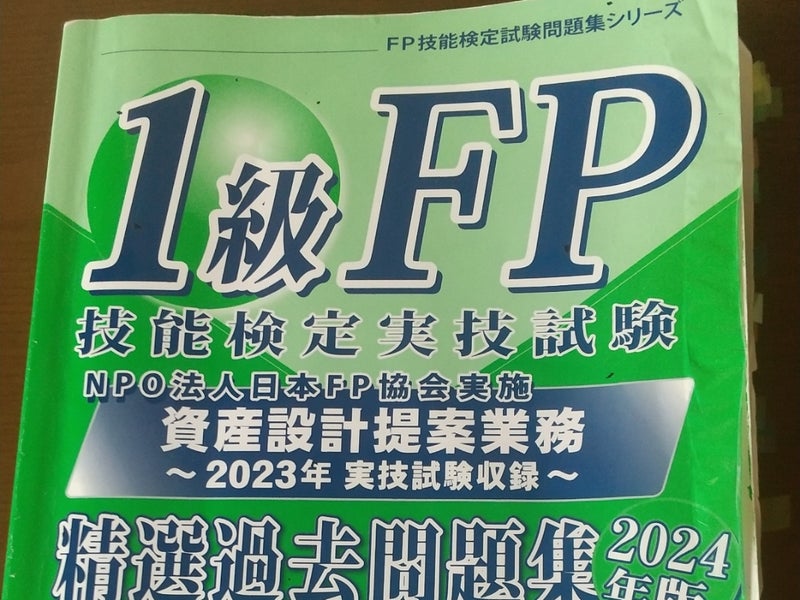 FP技能検定試験問題集シリーズ
1級FP
技能検定実技試験
NPO法人日本FP協会実施
資産設計提案業務
～2023年 実技試験収録～
精選過去問題集
2024
年版